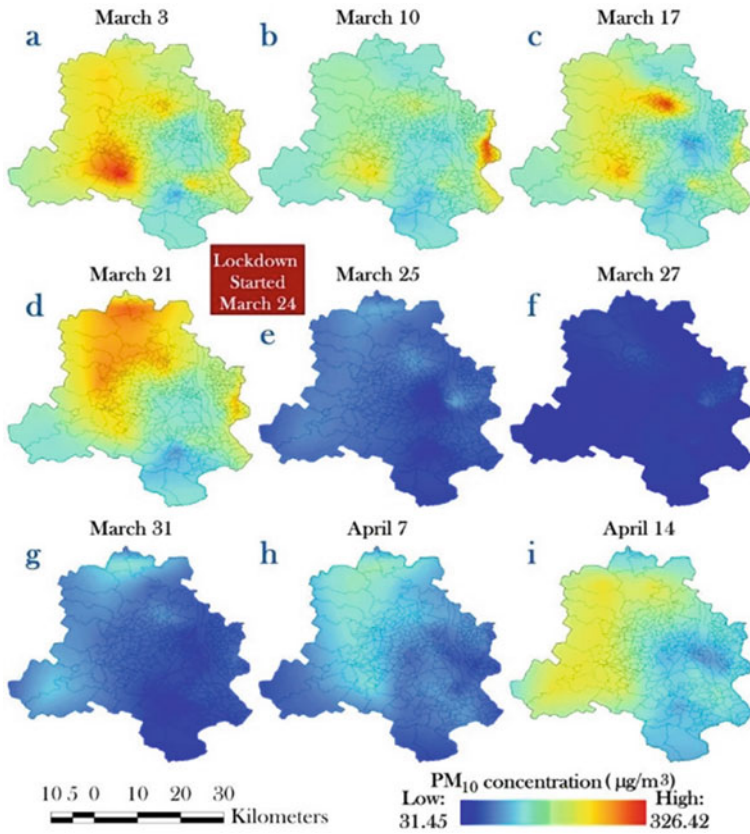 March 3
March 10
March 17
a
b
c
March 21
Lockdown
Started
March 24
March 25
March 27
d
e
f
March 31
April 7
April 14
g
h
i
PM₁₀ concentration (µg/m³)
10 5 0 10 20 30
Kilometers
Low:
31.45
High:
326.42